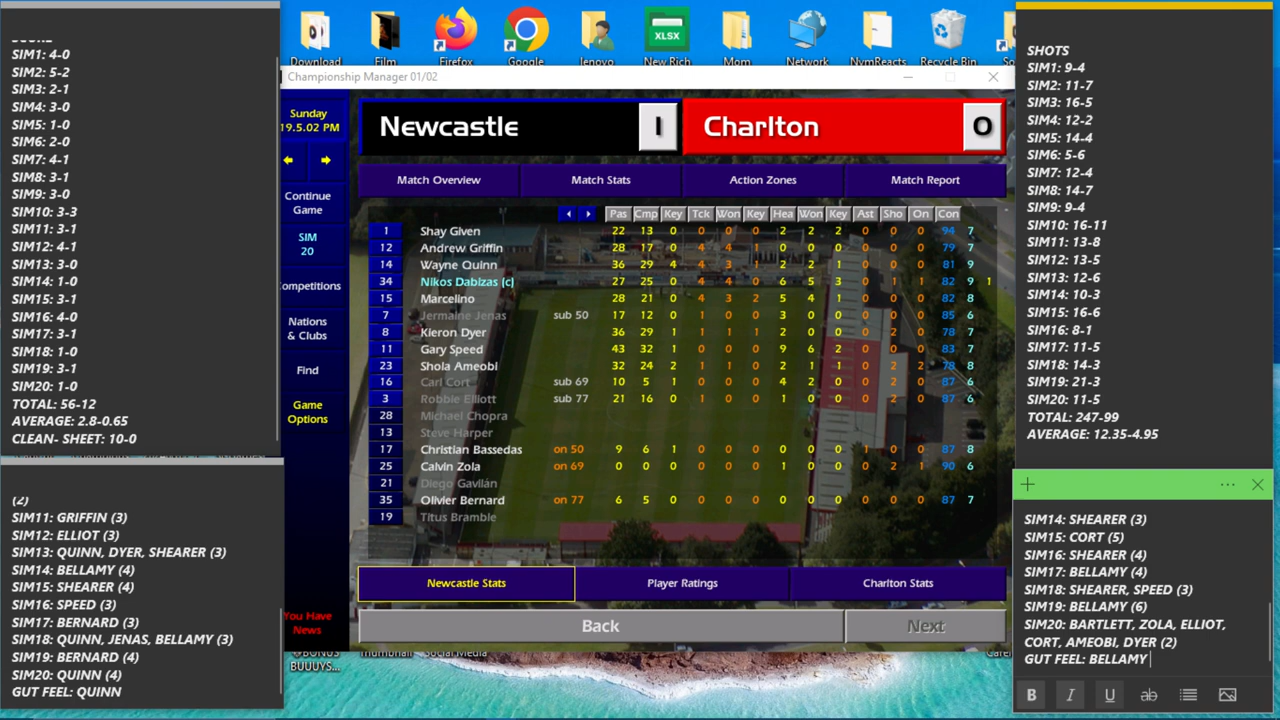 SIM1: 4-0
SIM2: 5-2
SIM3: 2-1
SIM4: 3-0
SIM5: 1-0
SIM6: 2-0
SIM7: 4-1
SIM8: 3-1
SIM9: 3-0
SIM10: 3-3
SIM11: 3-1
SIM12: 4-1
SIM13: 3-0
SIM14: 1-0
SIM15: 3-1
SIM16: 4-0
SIM17: 3-1
SIM18: 1-0
SIM19: 3-1
SIM20: 1-0
TOTAL: 56-12
AVERAGE: 2.8-0.65
CLEAN- SHEET: 10-0
(2)
SIM11: GRIFFIN (3)
SIM12: ELLIOT (3)
SIM13: QUINN, DYER, SHEARER (3)
SIM14: BELLAMY (4)
SIM15: SHEARER (4)
SIM16: SPEED (3)
SIM17: BERNARD (3)
SIM18: QUINN, JENAS, BELLAMY (3)
SIM19: BERNARD (4)
SIM20: QUINN (4)
GUT FEEL: QUINN
Download Film Firefox Google lenovo New Rich Mom Network NymReacts Recycle Bin So
XLSX
Championship Manager 01/02
Sunday
19.5.02 PM
Continue
Game
SIM
20
ompetitions
Nations
& Clubs
Find
Game
Options
You Have
News
Newcastle 1 Charlton 0
Match Overview Match Stats Action Zones Match Report
Pas Cmp Key Tck Won Key Hea Won Key Ast Sho On Con
1 Shay Given 22 13 0 0 0 0 2 2 2 0 0 0 94 7
12 Andrew Griffin 28 17 0 4 4 1 0 0 0 0 0 0 79 7
14 Wayne Quinn 36 29 4 4 3 1 2 2 1 0 0 0 81 9
34 Nikos Dabizas (c) 27 25 0 4 4 0 6 5 3 0 1 1 82 9 1
15 Marcelino 28 21 0 4 3 2 5 4 1 0 0 0 82 8
7 Jermaine Jenas sub 50 17 12 0 1 0 0 3 0 0 0 0 0 85 6
8 Kieron Dyer 36 29 1 1 1 1 2 0 0 0 2 0 78 7
11 Gary Speed 43 32 1 1 0 0 9 6 2 0 0 0 83 7
23 Shola Ameobi 32 24 2 1 1 0 2 1 1 0 2 2 78 8
16 Carl Cort sub 69 10 5 1 0 0 0 4 2 0 0 2 0 87 6
3 Robbie Elliott sub 77 21 16 0 1 0 0 1 0 0 0 2 0 87 6
28 Michael Chopra
13 Steve Harper
17 Christian Bassedas on 50 9 6 1 0 0 0 0 0 0 1 0 0 87 8
25 Calvin Zola on 69 0 0 0 0 0 0 1 0 0 0 2 1 90 6
21 Diego Gavilán
35 Olivier Bernard on 77 6 5 0 0 0 0 0 0 0 0 0 0 87 7
19 Titus Bramble
Newcastle Stats Player Ratings Charlton Stats
Back Next
BUUUYS...
SHOTS
SIM1: 9-4
SIM2: 11-7
SIM3: 16-5
SIM4: 12-2
SIM5: 14-4
SIM6: 5-6
SIM7: 12-4
SIM8: 14-7
SIM9: 9-4
SIM10: 16-11
SIM11: 13-8
SIM12: 13-5
SIM13: 12-6
SIM14: 10-3
SIM15: 16-6
SIM16: 8-1
SIM17: 11-5
SIM18: 14-3
SIM19: 21-3
SIM20: 11-5
TOTAL: 247-99
AVERAGE: 12.35-4.95
SIM14: SHEARER (3)
SIM15: CORT (5)
SIM16: SHEARER (4)
SIM17: BELLAMY (4)
SIM18: SHEARER, SPEED (3)
SIM19: BELLAMY (6)
SIM20: BARTLETT, ZOLA, ELLIOT,
CORT, AMEOBI, DYER (2)
GUT FEEL: BELLAMY
B I U ab